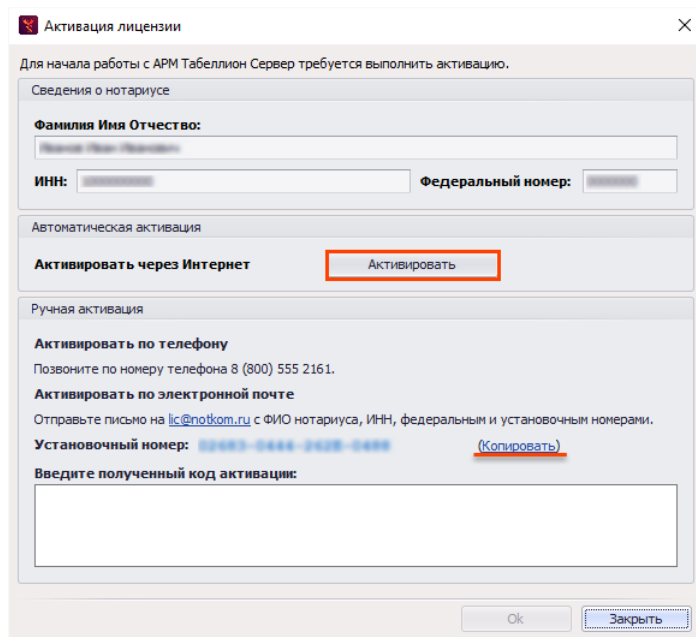 Активация лицензии
Для начала работы с АРМ Табеллион Сервер требуется выполнить активацию.
Сведения о нотариусе
Фамилия Имя Отчество:
ИНН:
Федеральный номер:
Автоматическая активация
Активировать через Интернет
Активировать
Ручная активация
Активировать по телефону
Позвоните по номеру телефона 8 (800) 555 2161.
Активировать по электронной почте
Отправьте письмо на lic@notkom.ru с ФИО нотариуса, ИНН, федеральным и установочным номерами.
Установочный номер:
(Копировать)
Введите полученный код активации:
Ok
Закрыть